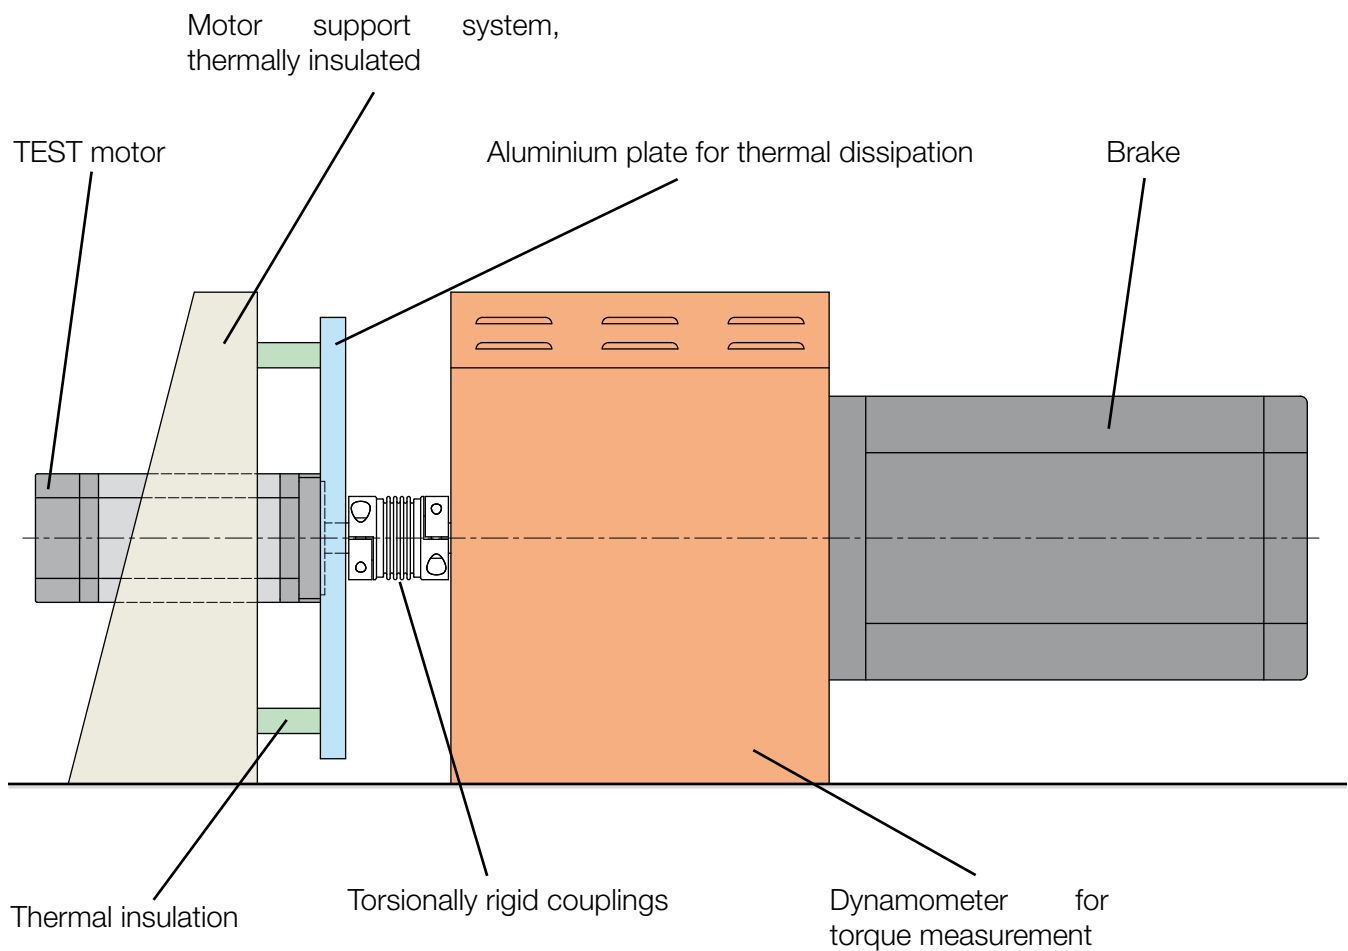 Motor support system,
thermally insulated
TEST motor
Aluminium plate for thermal dissipation
Brake
Thermal insulation
Torsionally rigid couplings
Dynamometer for
torque measurement